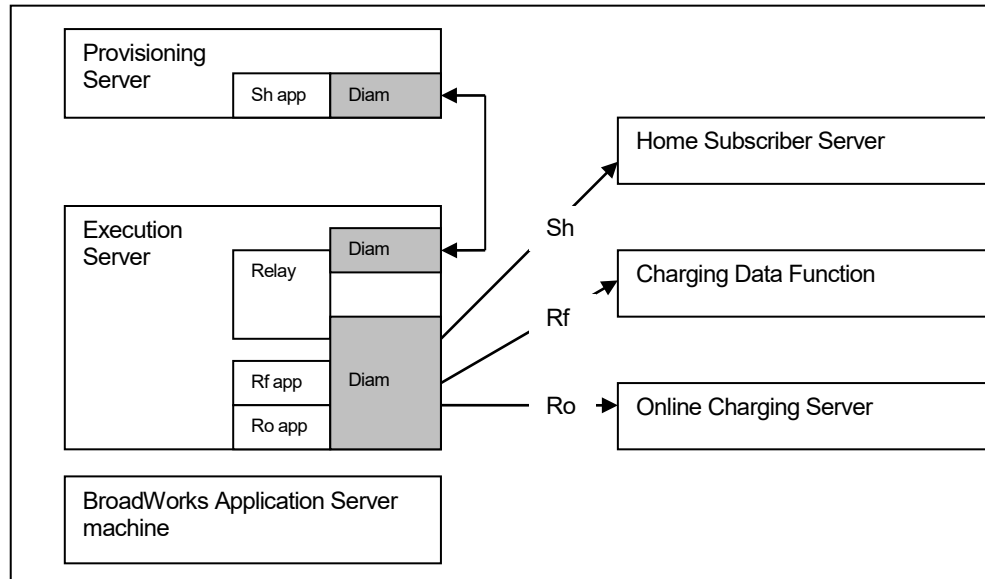 Provisioning
Server
Sh app
Diam
Home Subscriber Server
Execution
Server
Diam
Relay
Sh
Charging Data Function
Rf
Rf app
Diam
Ro
Online Charging Server
Ro app
BroadWorks Application Server
machine